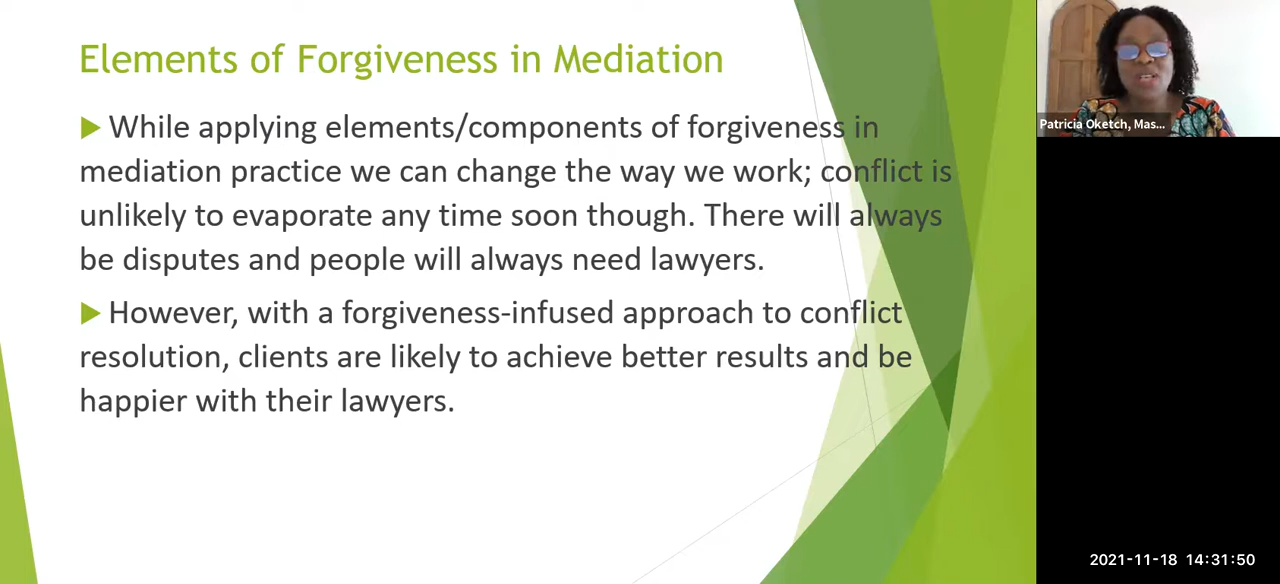 Elements of Forgiveness in Mediation
While applying elements/components of forgiveness in
mediation practice we can change the way we work; conflict is
unlikely to evaporate any time soon though. There will always
be disputes and people will always need lawyers.
However, with a forgiveness-infused approach to conflict
resolution, clients are likely to achieve better results and be
happier with their lawyers.
Patricia Oketch, Mas...
2021-11-18 14:31:50